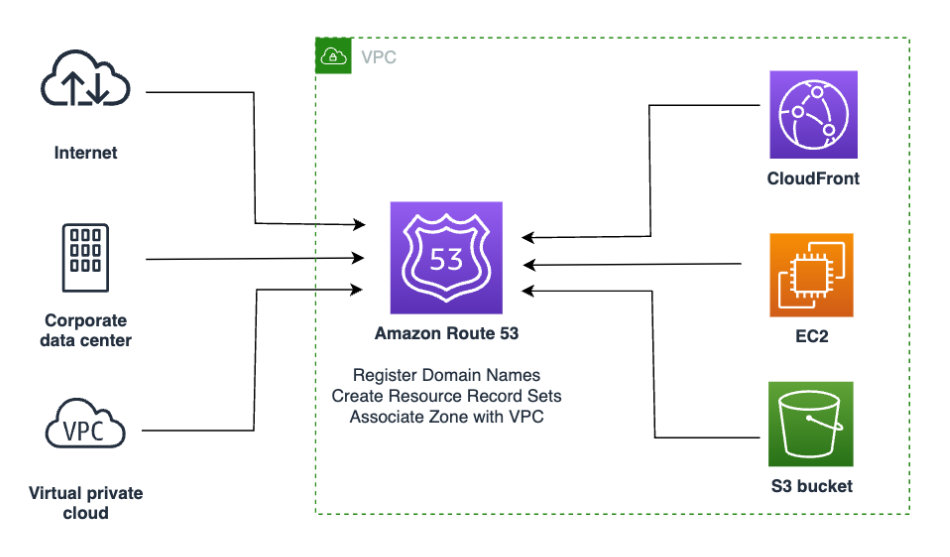 VPC
Internet
CloudFront
53
Corporate
data center
Amazon Route 53
EC2
Register Domain Names
Create Resource Record Sets
Associate Zone with VPC
VPC
Virtual private
cloud
S3 bucket